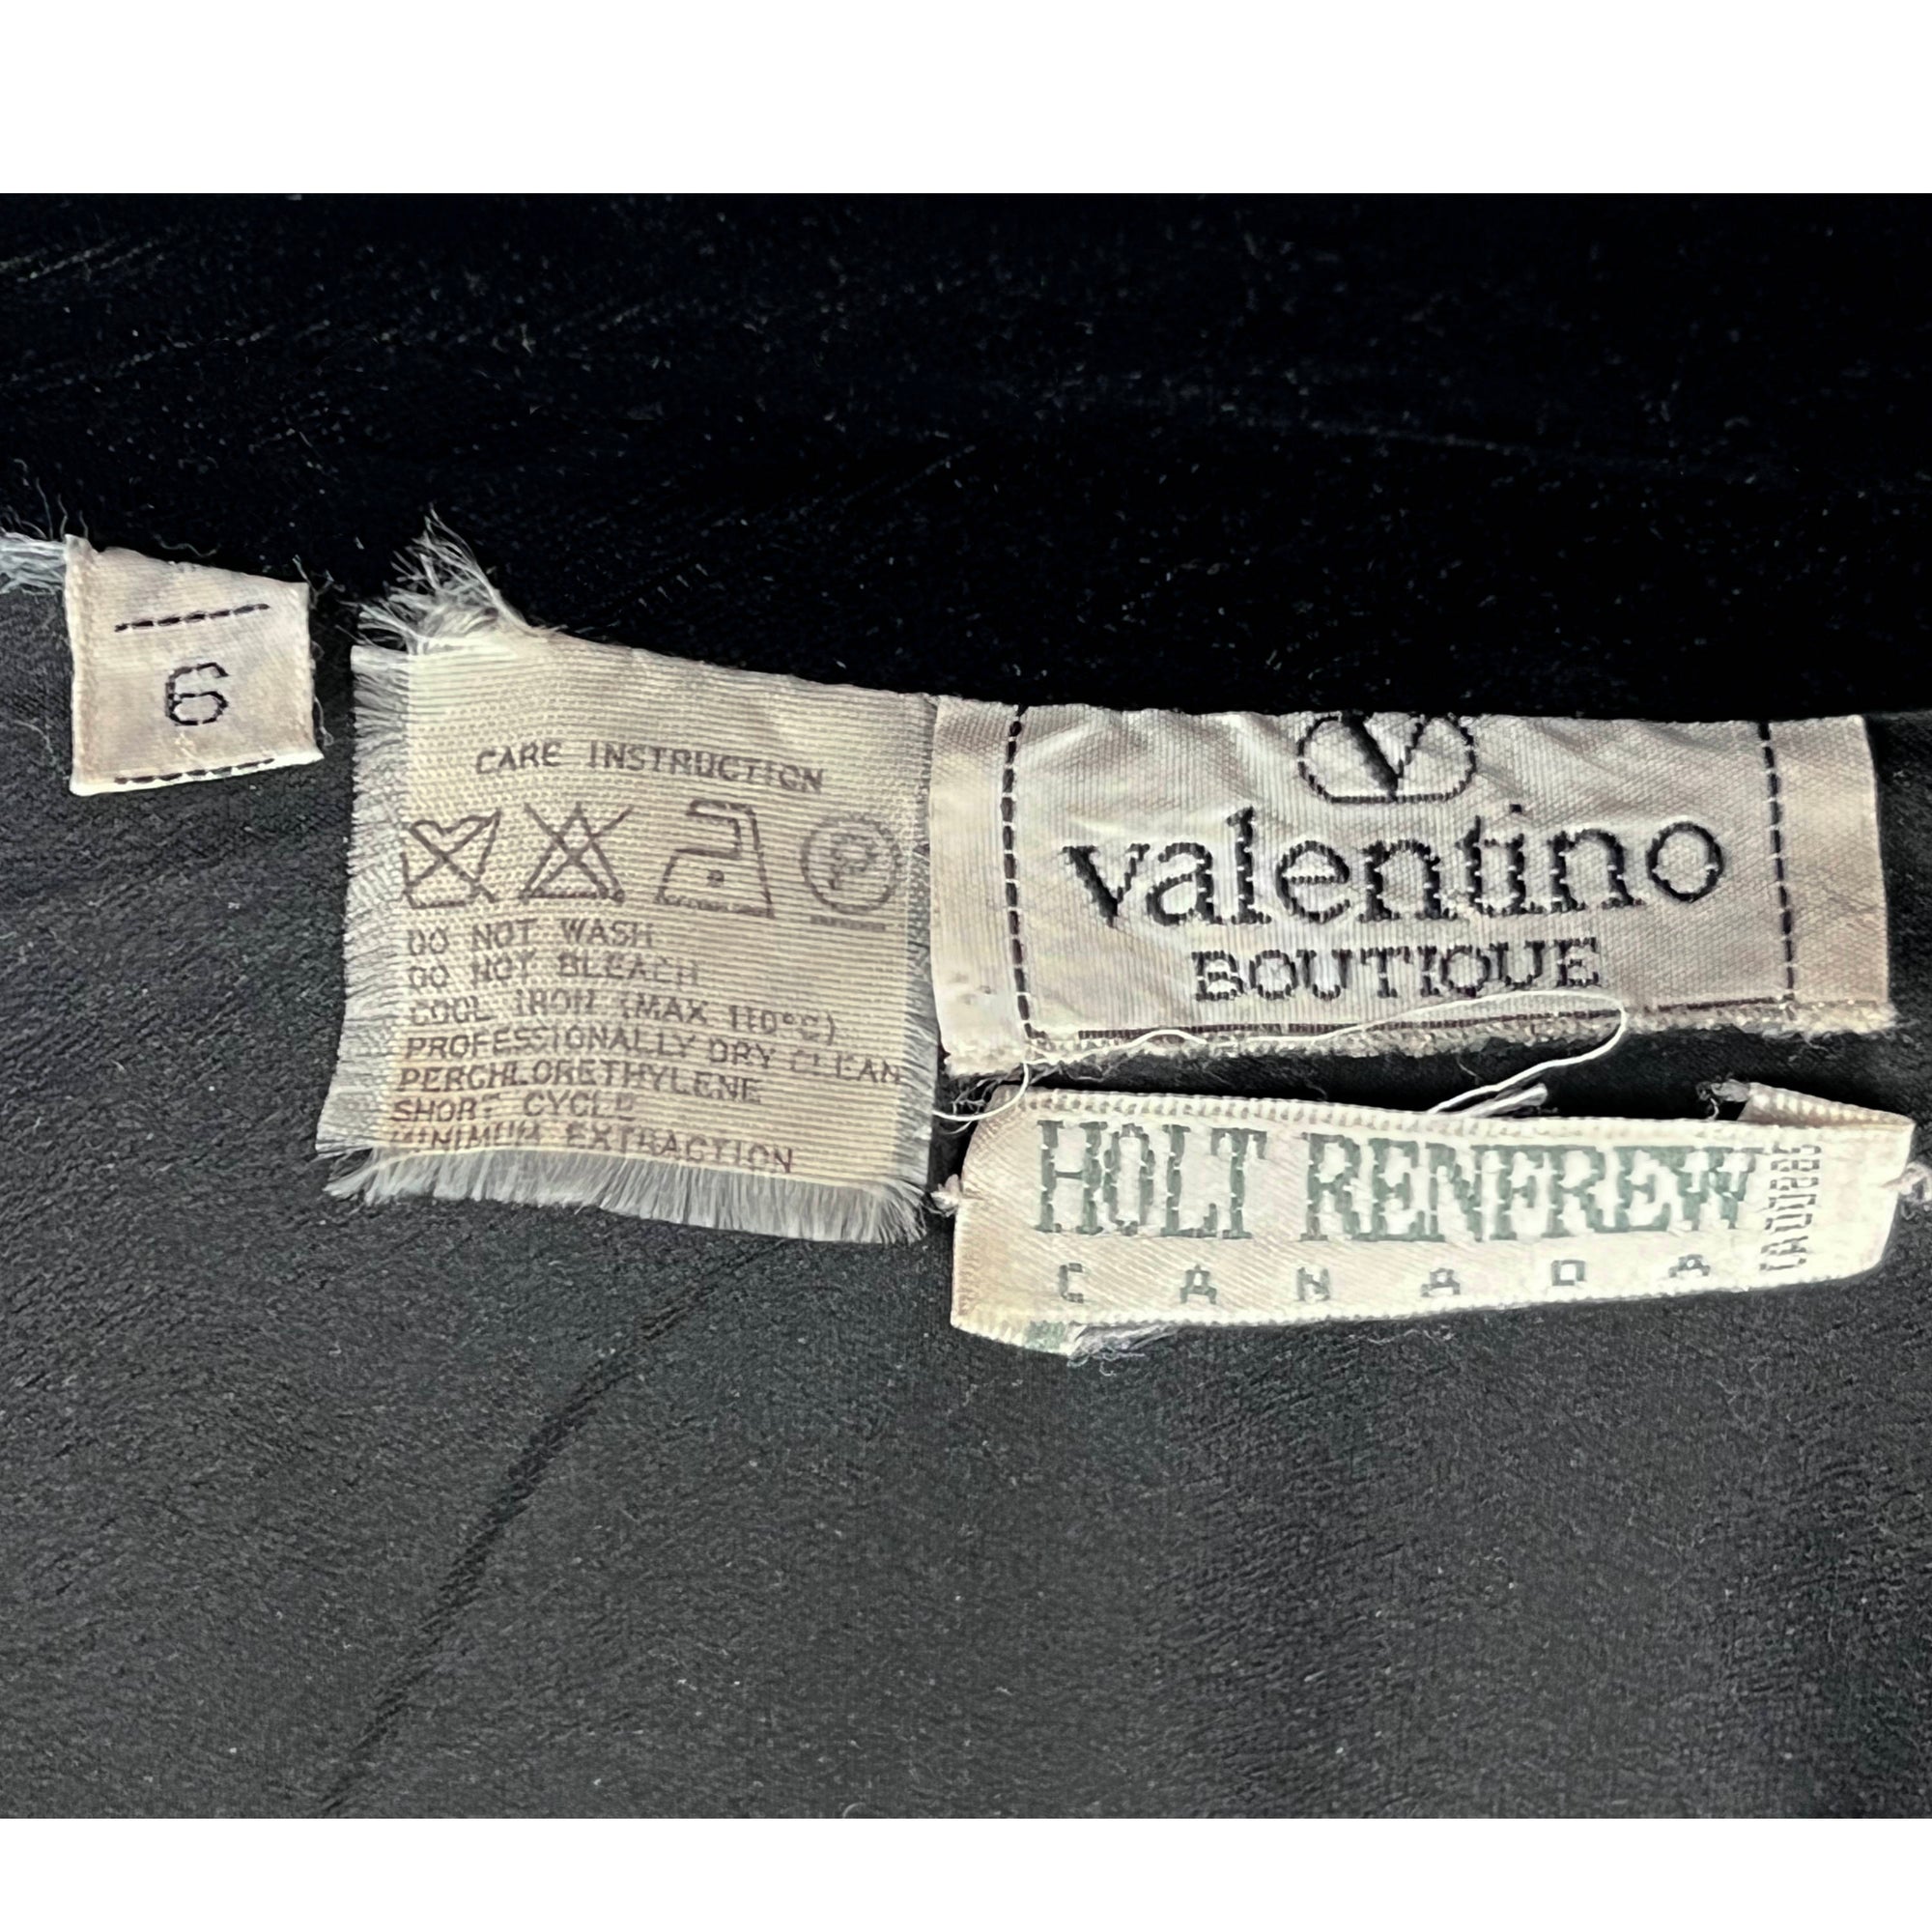 6
CARE INSTRUCTION
P
DO NOT WASH
DO NOT BLEACH
COOL IRON (MAX 110°C)
PROFESSIONALLY DRY CLEAN
PERCHLORETHYLENE
SHORT CYCLE
MINIMUM EXTRACTION
V
valentino
BOUTIQUE
HOLT RENFREW
CANADA